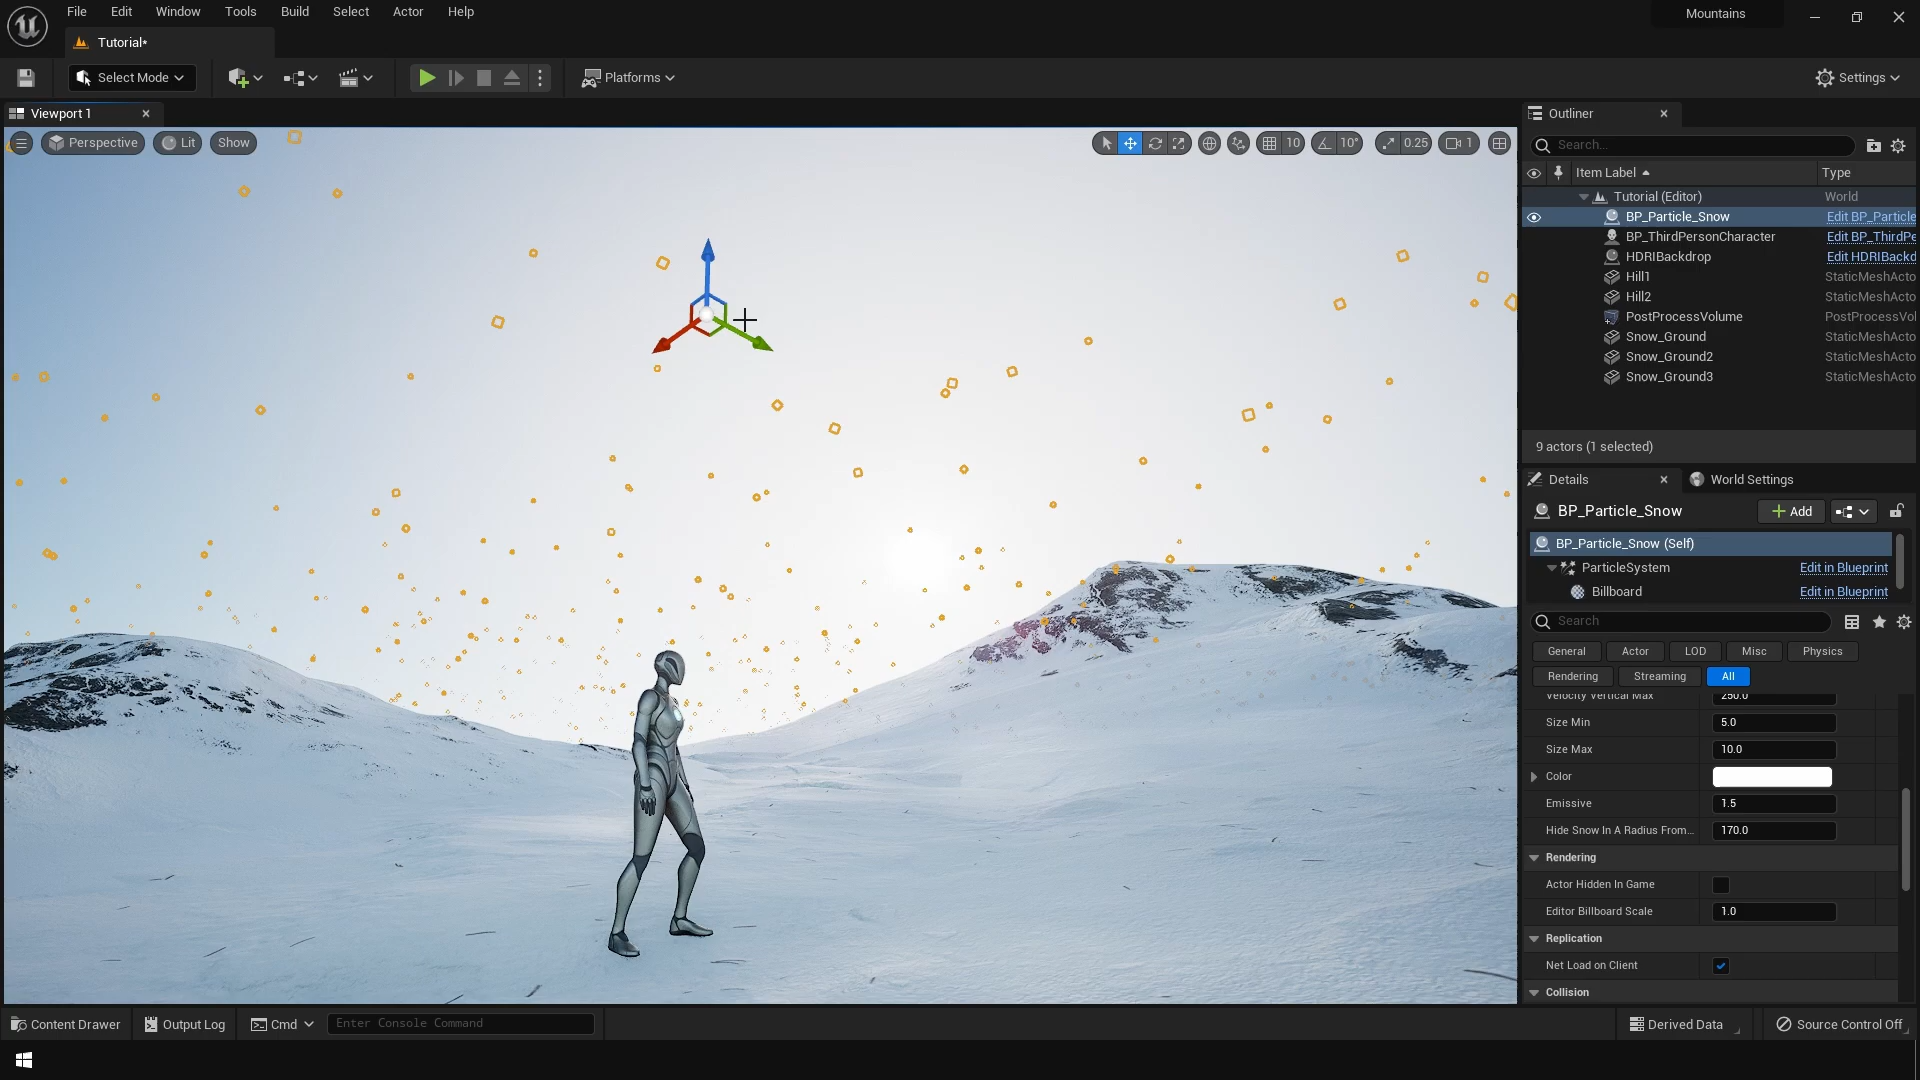 File Edit Window Tools Build Select Actor Help
Mountains
Tutorial*
Select Mode
Platforms
Settings
Viewport 1
Perspective Lit Show
10 10° 0.25 1
Outliner
Search...
Item Label Type
Tutorial (Editor) World
BP_Particle_Snow Edit BP_Particle
BP_ThirdPersonCharacter Edit BP_ThirdPe
HDRIBackdrop Edit HDRIBackd
Hill1 StaticMeshActo
Hill2 StaticMeshActo
PostProcessVolume PostProcessVol
Snow_Ground StaticMeshActo
Snow_Ground2 StaticMeshActo
Snow_Ground3 StaticMeshActo
9 actors (1 selected)
Details World Settings
BP_Particle_Snow Add
BP_Particle_Snow (Self)
ParticleSystem Edit in Blueprint
Billboard Edit in Blueprint
Search
General Actor LOD Misc Physics
Rendering Streaming All
Velocity Vertical Max 250.0
Size Min 5.0
Size Max 10.0
Color
Emissive 1.5
Hide Snow In A Radius From... 170.0
Rendering
Actor Hidden In Game
Editor Billboard Scale 1.0
Replication
Net Load on Client
Collision
Content Drawer Output Log Cmd Enter Console Command Derived Data Source Control Off